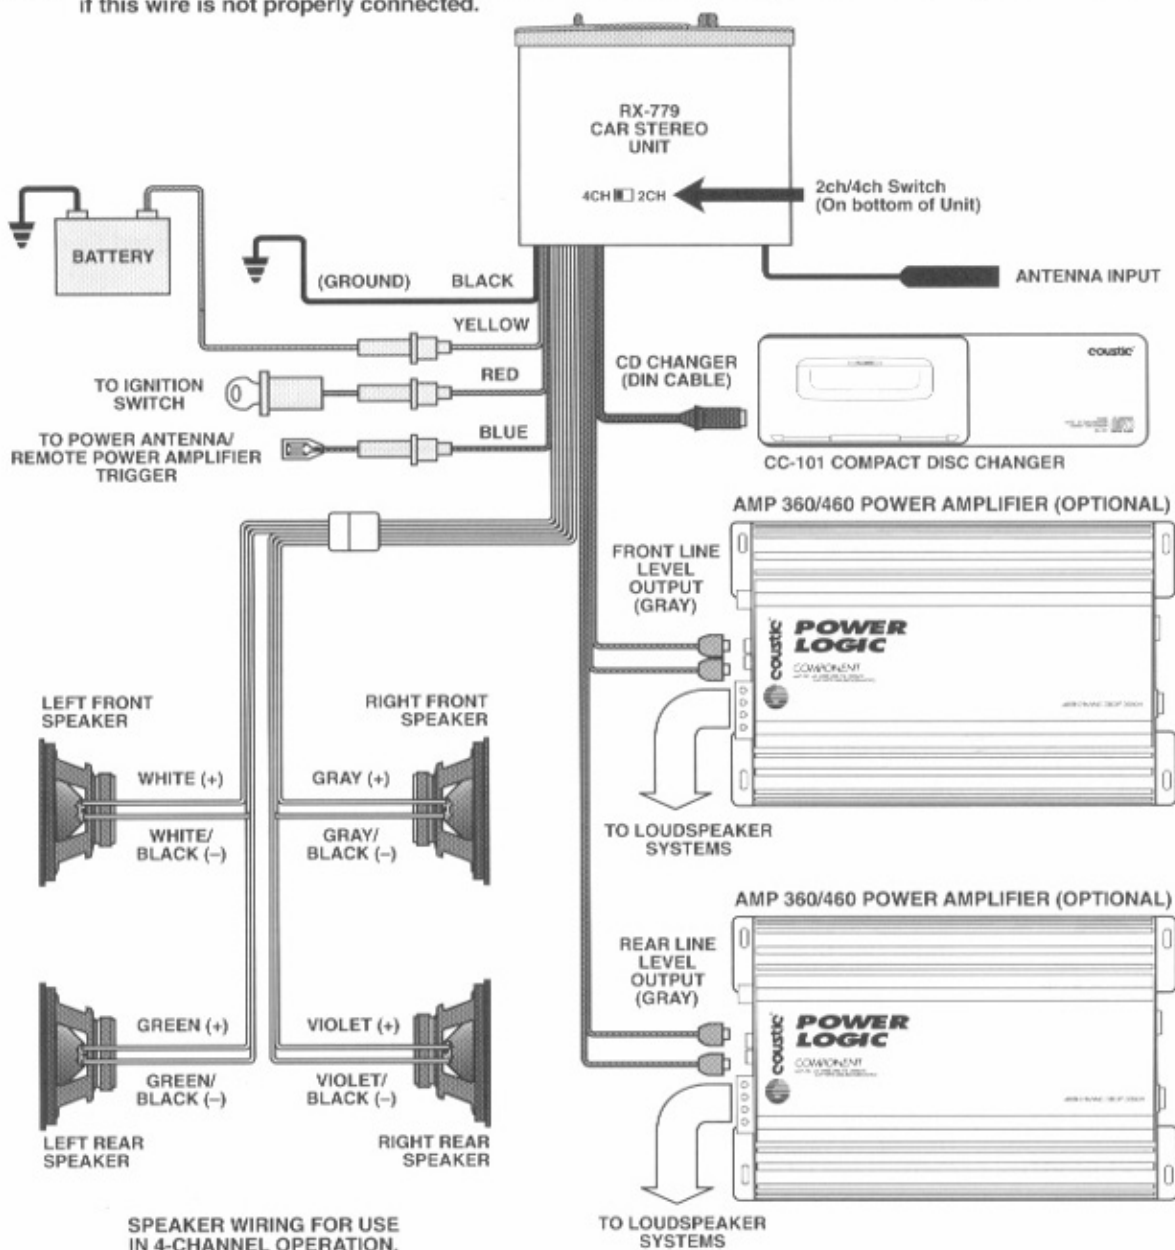 if this wire is not properly connected.
RX-779
CAR STEREO
UNIT
4CH 2CH
2ch/4ch Switch
(On bottom of Unit)
BATTERY
(GROUND) BLACK
ANTENNA INPUT
YELLOW
TO IGNITION
SWITCH
RED
CD CHANGER
(DIN CABLE)
coustic
TO POWER ANTENNA/
REMOTE POWER AMPLIFIER
TRIGGER
BLUE
CC-101 COMPACT DISC CHANGER
AMP 360/460 POWER AMPLIFIER (OPTIONAL)
FRONT LINE
LEVEL
OUTPUT
(GRAY)
coustic
POWER
LOGIC
COMPONENT
LEFT FRONT
SPEAKER
RIGHT FRONT
SPEAKER
WHITE (+)
GRAY (+)
WHITE/
BLACK (–)
GRAY/
BLACK (–)
TO LOUDSPEAKER
SYSTEMS
AMP 360/460 POWER AMPLIFIER (OPTIONAL)
REAR LINE
LEVEL
OUTPUT
(GRAY)
coustic
POWER
LOGIC
COMPONENT
GREEN (+)
VIOLET (+)
GREEN/
BLACK (–)
VIOLET/
BLACK (–)
LEFT REAR
SPEAKER
RIGHT REAR
SPEAKER
SPEAKER WIRING FOR USE
IN 4-CHANNEL OPERATION.
TO LOUDSPEAKER
SYSTEMS